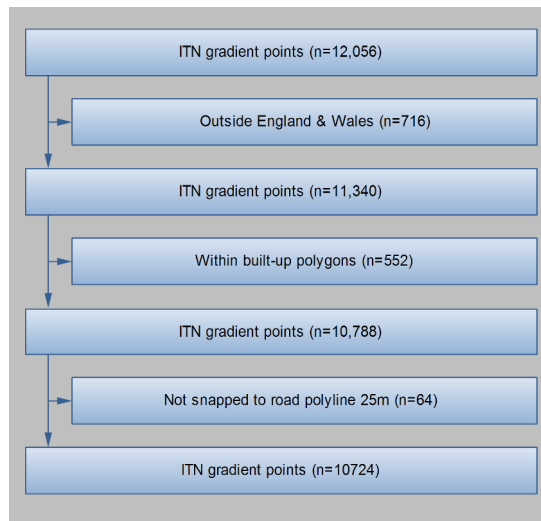 ITN gradient points (n=12,056)
Outside England & Wales (n=716)
ITN gradient points (n=11,340)
Within built-up polygons (n=552)
ITN gradient points (n=10,788)
Not snapped to road polyline 25m (n=64)
ITN gradient points (n=10724)